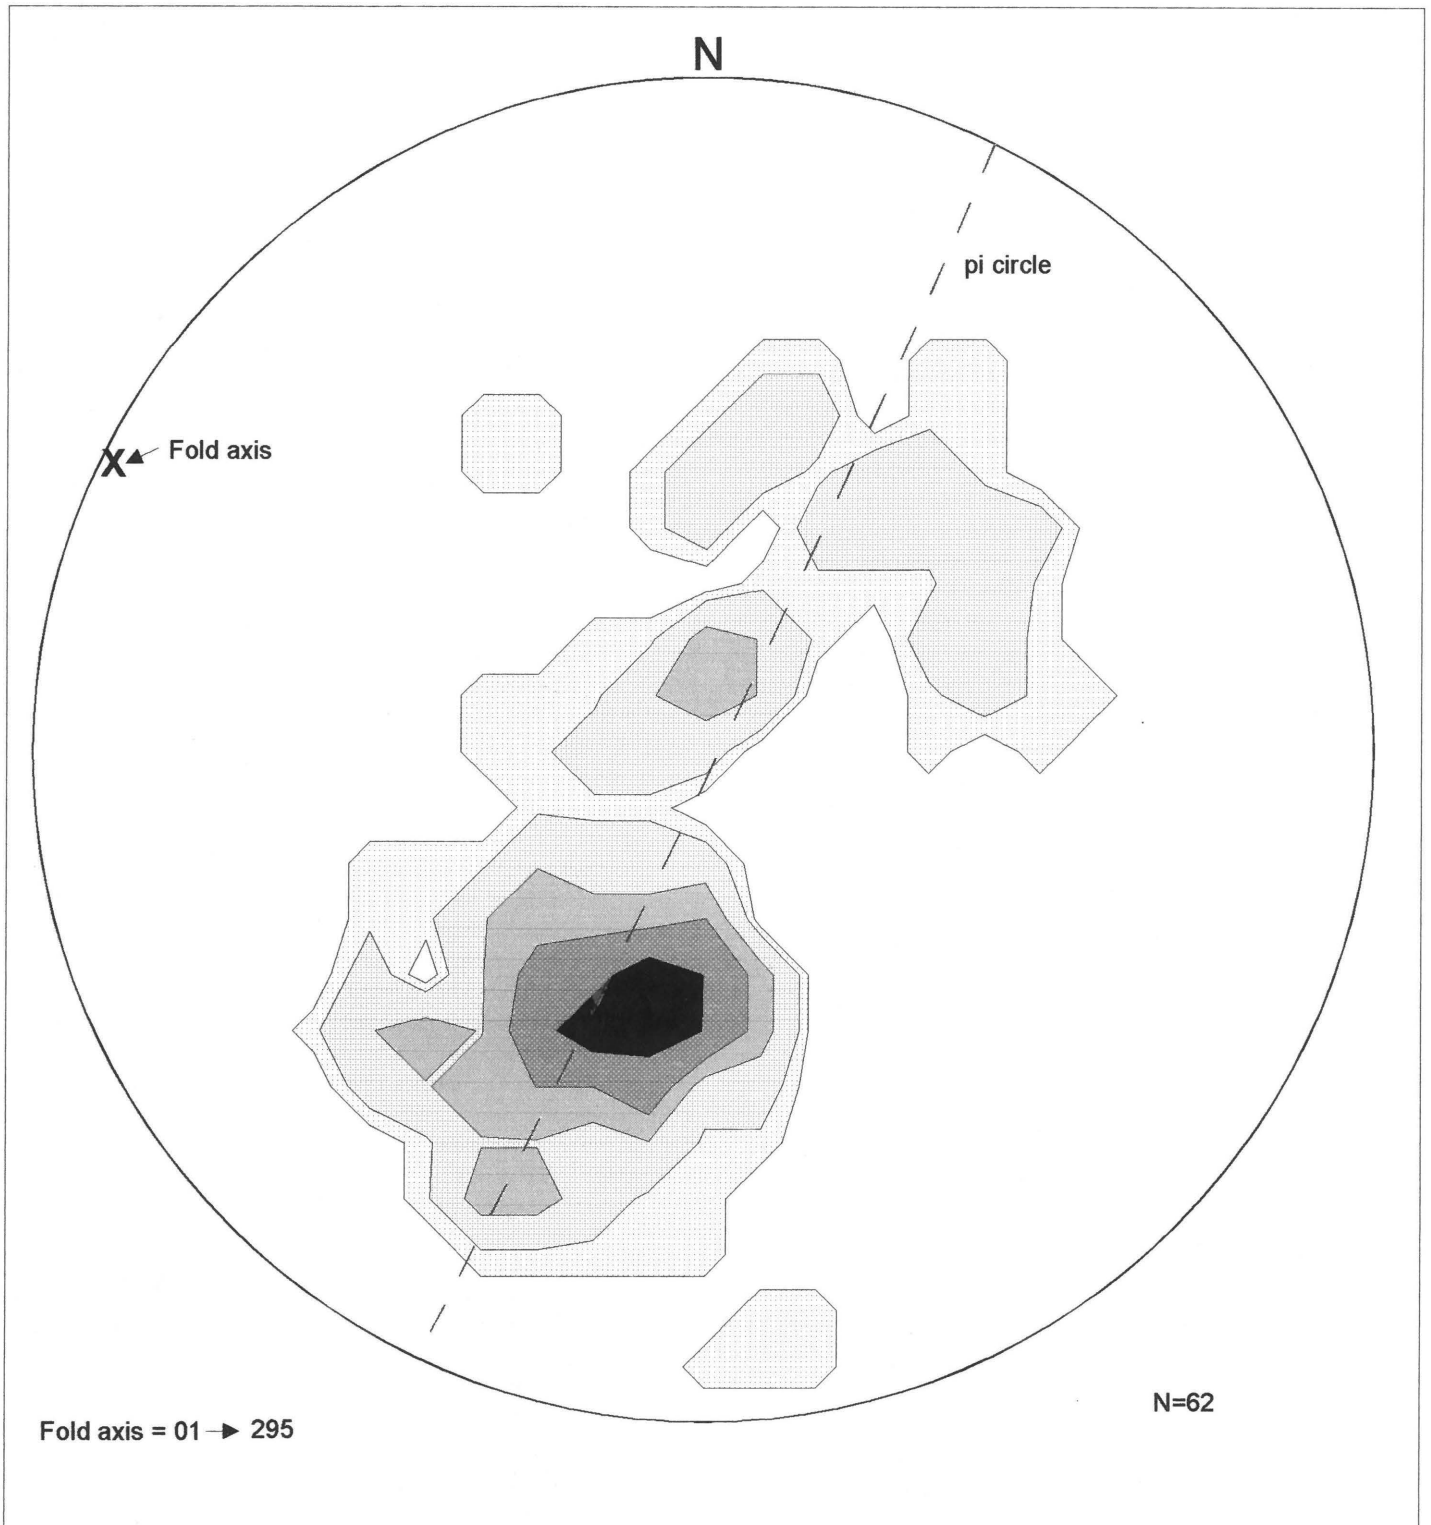 N
pi circle
X
Fold axis
N=62
Fold axis = 01 → 295